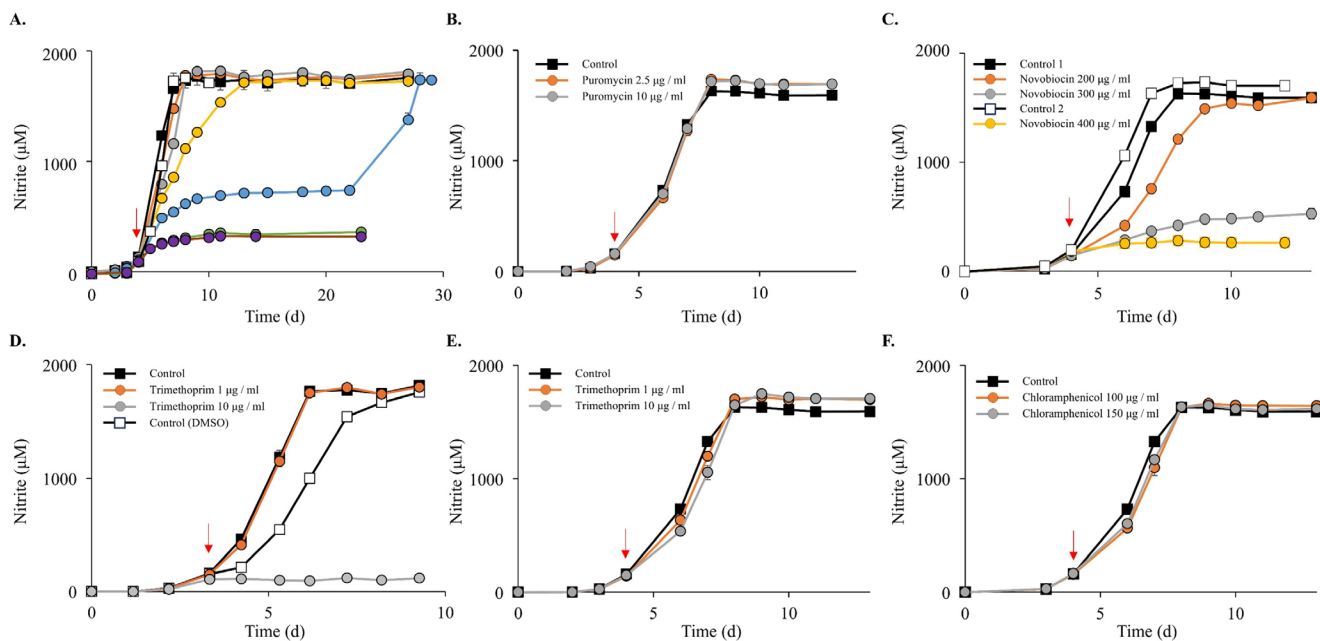 A.
2000
1000
0
Nitrite (µM)
0 10 20 30
Time (d)
B.
2000
1000
0
Nitrite (µM)
Control
Puromycin 2.5 µg / ml
Puromycin 10 µg / ml
0 5 10
Time (d)
C.
2000
1000
0
Nitrite (µM)
Control 1
Novobiocin 200 µg / ml
Novobiocin 300 µg / ml
Control 2
Novobiocin 400 µg / ml
0 5 10
Time (d)
D.
2000
1000
0
Nitrite (µM)
Control
Trimethoprim 1 µg / ml
Trimethoprim 10 µg / ml
Control (DMSO)
0 5 10
Time (d)
E.
2000
1000
0
Nitrite (µM)
Control
Trimethoprim 1 µg / ml
Trimethoprim 10 µg / ml
0 5 10
Time (d)
F.
2000
1000
0
Nitrite (µM)
Control
Chloramphenicol 100 µg / ml
Chloramphenicol 150 µg / ml
0 5 10
Time (d)